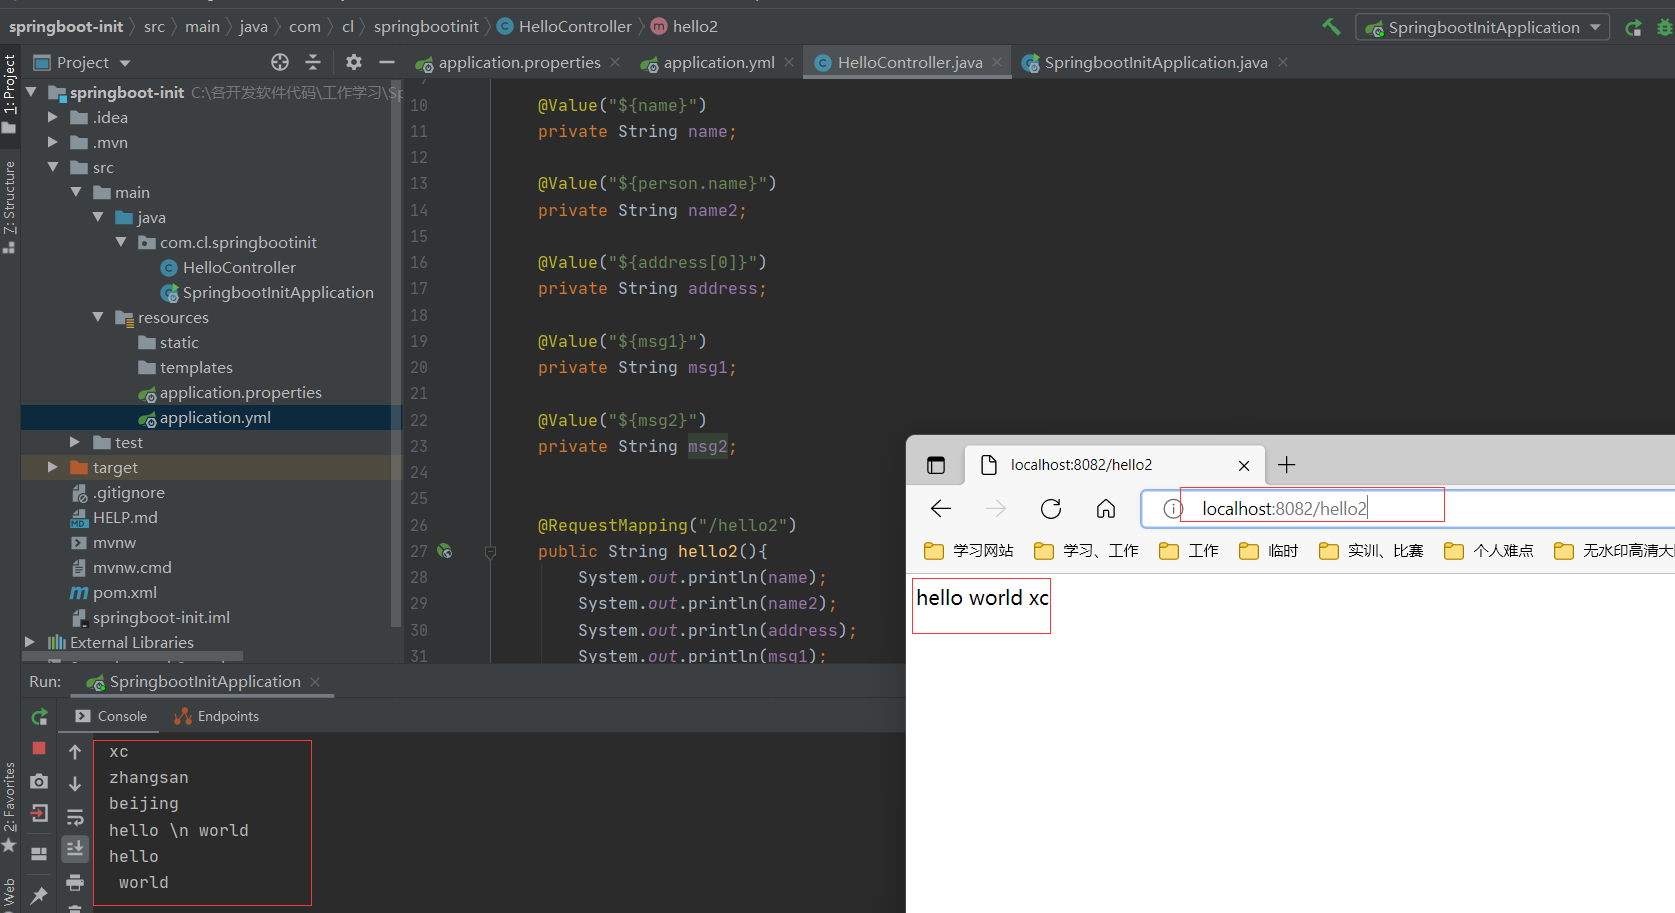 springboot-init src main java com cl springbootinit HelloController hello2 SpringbootInitApplication
Project application.properties application.yml HelloController.java SpringbootInitApplication.java
1: Project
Z: Structure
2: Favorites
Web
springboot-init C:\各开发软件代码\工作学习\Sp
.idea
.mvn
src
main
java
com.cl.springbootinit
HelloController
SpringbootInitApplication
resources
static
templates
application.properties
application.yml
test
target
.gitignore
HELP.md
mvnw
mvnw.cmd
pom.xml
springboot-init.iml
External Libraries
10 @Value("${name}")
11 private String name;
12
13 @Value("${person.name}")
14 private String name2;
15
16 @Value("${address[0]}")
17 private String address;
18
19 @Value("${msg1}")
20 private String msg1;
21
22 @Value("${msg2}")
23 private String msg2;
24
25
26 @RequestMapping("/hello2")
27 public String hello2(){
28 System.out.println(name);
29 System.out.println(name2);
30 System.out.println(address);
31 System.out.println(msg1);
localhost:8082/hello2
localhost:8082/hello2
学习网站 学习、工作 工作 临时 实训、比赛 个人难点 无水印高清大
hello world xc
Run: SpringbootInitApplication
Console Endpoints
xc
zhangsan
beijing
hello \n world
hello
world